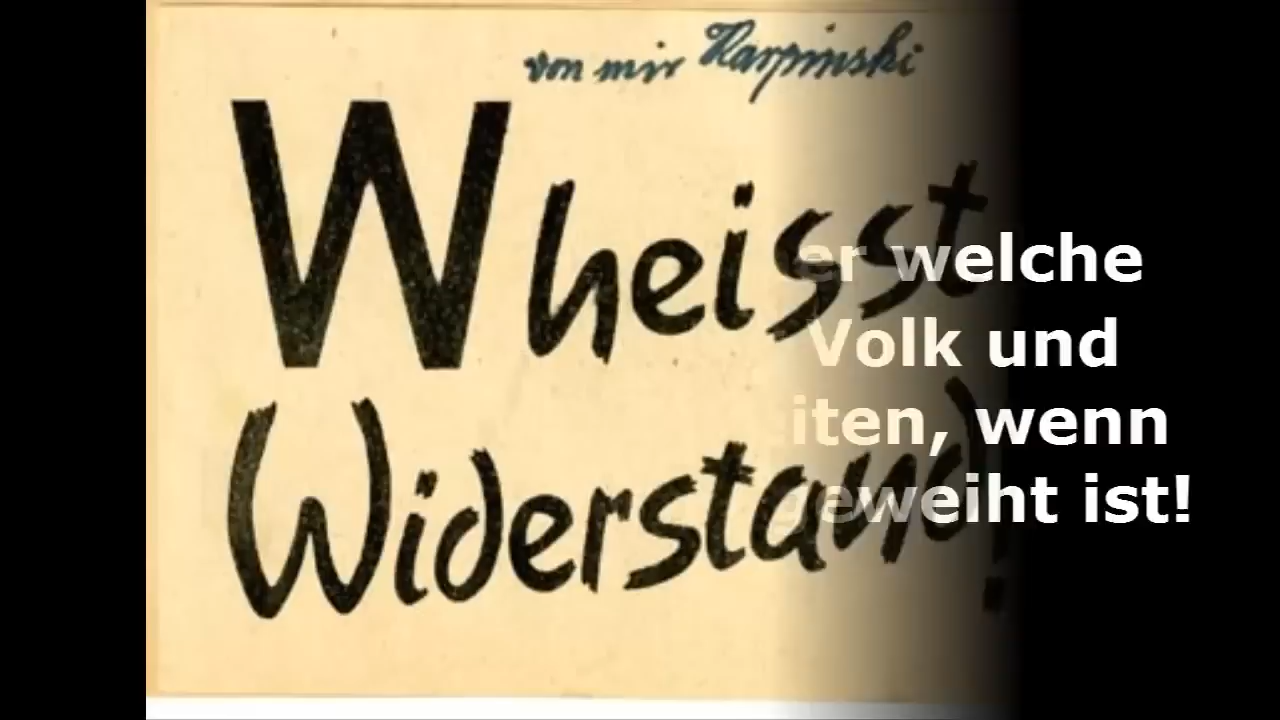 von mir Karpinski
W heisst
Widerstand!
er welche
Volk und
iten, wenn
geweiht ist!